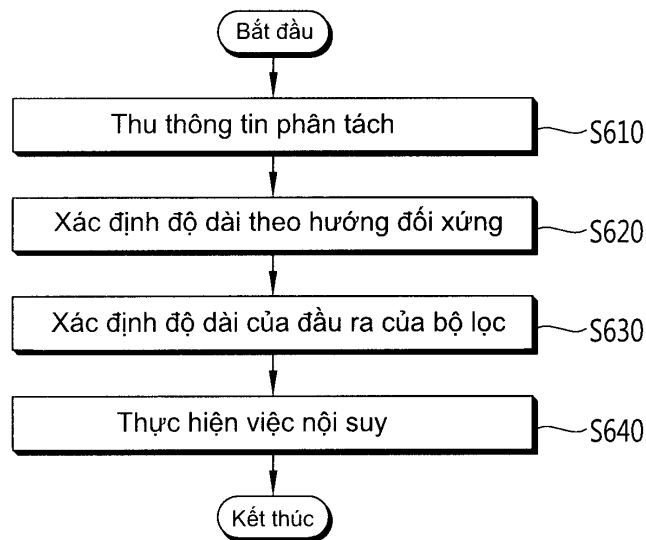 Bắt đầu
Thu thông tin phân tách
S610
Xác định độ dài theo hướng đối xứng
S620
Xác định độ dài của đầu ra của bộ lọc
S630
Thực hiện việc nội suy
S640
Kết thúc